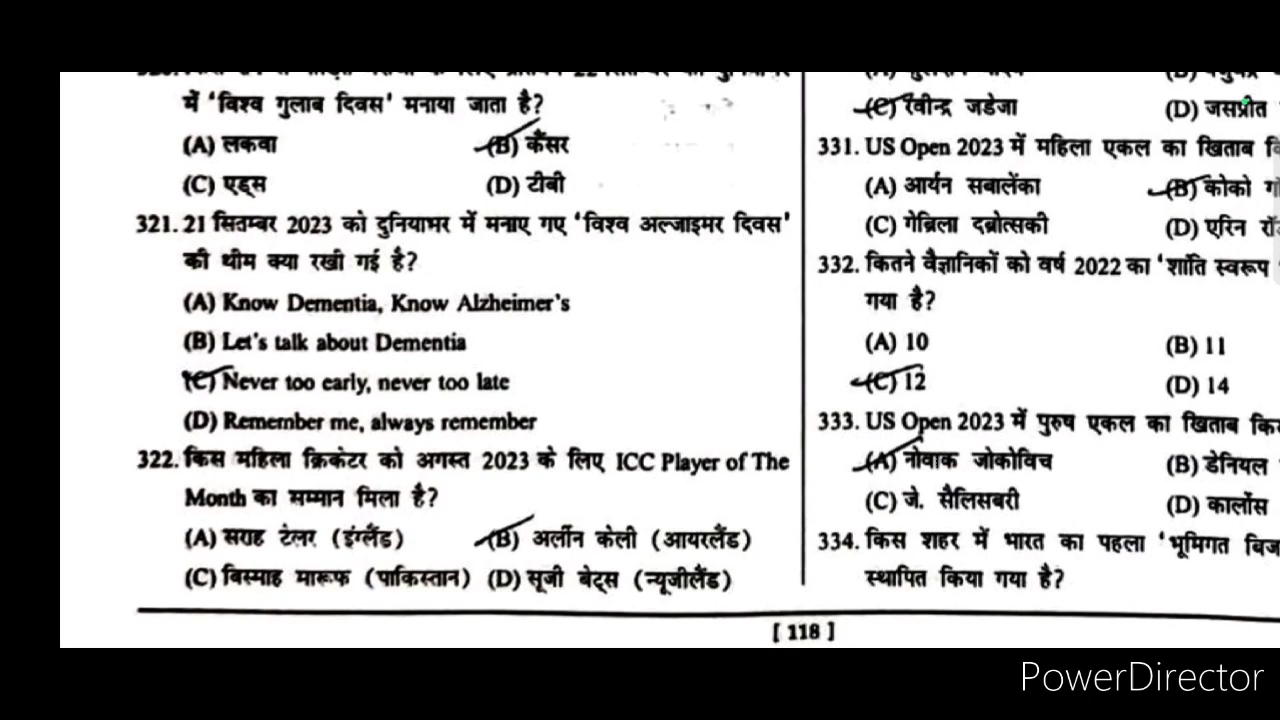 में 'विश्व गुलाब दिवस' मनाया जाता है?
(A) लकवा (B) कैंसर
(C) एड्स (D) टीबी
321. 21 सितम्बर 2023 को दुनियाभर में मनाए गए 'विश्व अल्जाइमर दिवस'
की थीम क्या रखी गई है?
(A) Know Dementia, Know Alzheimer's
(B) Let's talk about Dementia
(C) Never too early, never too late
(D) Remember me, always remember
322. किस महिला क्रिकेटर को अगस्त 2023 के लिए ICC Player of The
Month का सम्मान मिला है?
(A) सराह टेलर (इंग्लैंड) (B) अर्लीन केली (आयरलैंड)
(C) बिस्माह मारूफ (पाकिस्तान) (D) सूजी बेट्स (न्यूजीलैंड)
(C) रवीन्द्र जडेजा (D) जसप्रीत
331. US Open 2023 में महिला एकल का खिताब
(A) आर्यन सबालेंका (B) कोको
(C) गेब्रिला दब्रोत्सकी (D) एरिन
332. कितने वैज्ञानिकों को वर्ष 2022 का 'शांति स्वरूप
गया है?
(A) 10 (B) 11
(C) 12 (D) 14
333. US Open 2023 में पुरुष एकल का खिताब
(A) नोवाक जोकोविच (B) डेनियल
(C) जे. सैलिसबरी (D) कार्लोस
334. किस शहर में भारत का पहला 'भूमिगत
स्थापित किया गया है?
[ 118 ]
PowerDirector